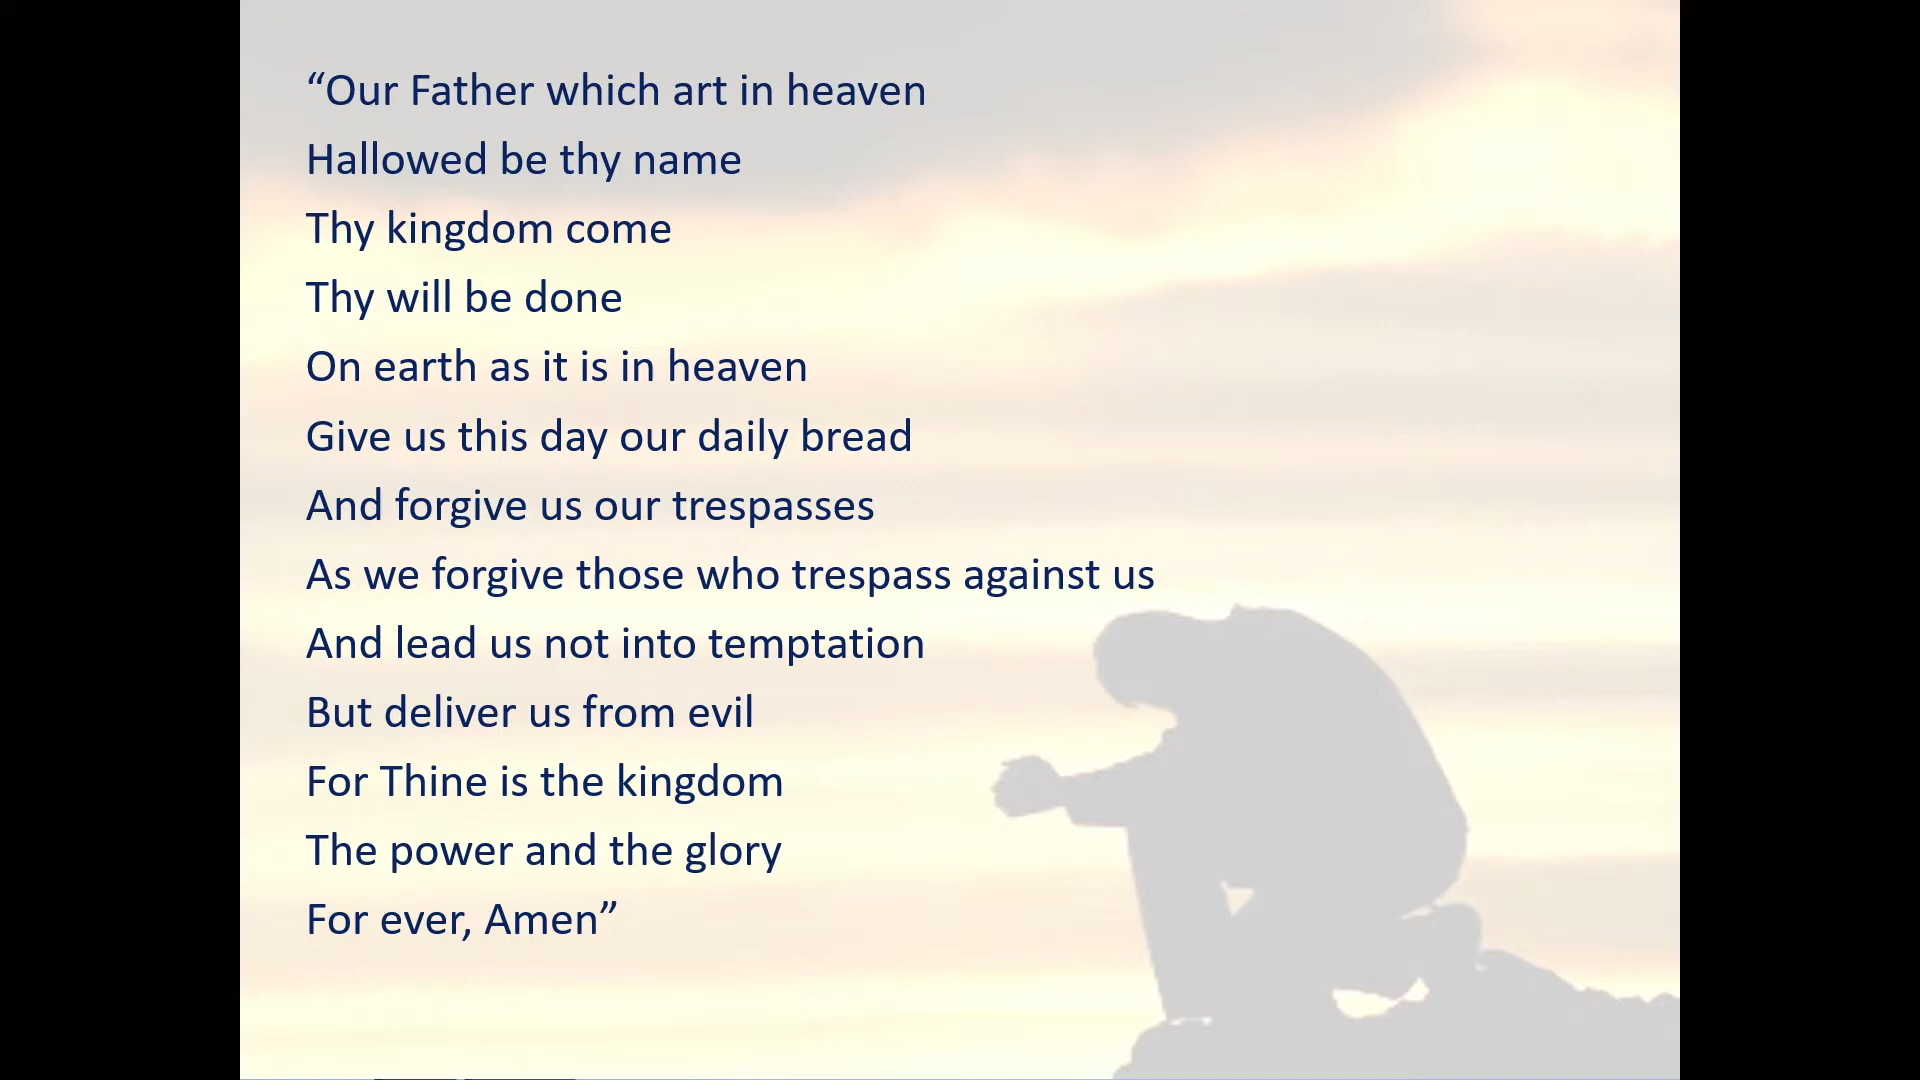 “Our Father which art in heaven
Hallowed be thy name
Thy kingdom come
Thy will be done
On earth as it is in heaven
Give us this day our daily bread
And forgive us our trespasses
As we forgive those who trespass against us
And lead us not into temptation
But deliver us from evil
For Thine is the kingdom
The power and the glory
For ever, Amen”